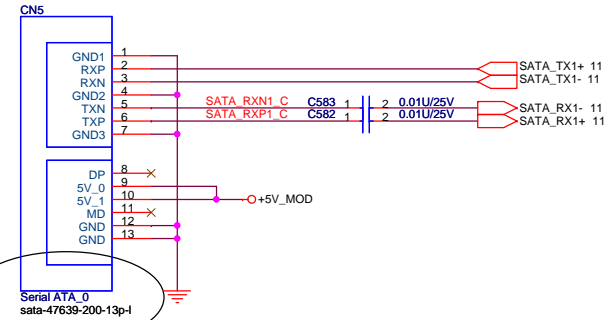 CN5
GND1 1
RXP 2 SATA_TX1+ 11
RXN 3 SATA_TX1- 11
GND2 4
TXN 5 SATA_RXN1_C C583 1 2 0.01U/25V SATA_RX1- 11
TXP 6 SATA_RXP1_C C582 1 2 0.01U/25V SATA_RX1+ 11
GND3 7
DP 8
5V_0 9
5V_1 10 +5V_MOD
MD 11
GND 12
GND 13
Serial ATA_0
sata-47639-200-13p-l